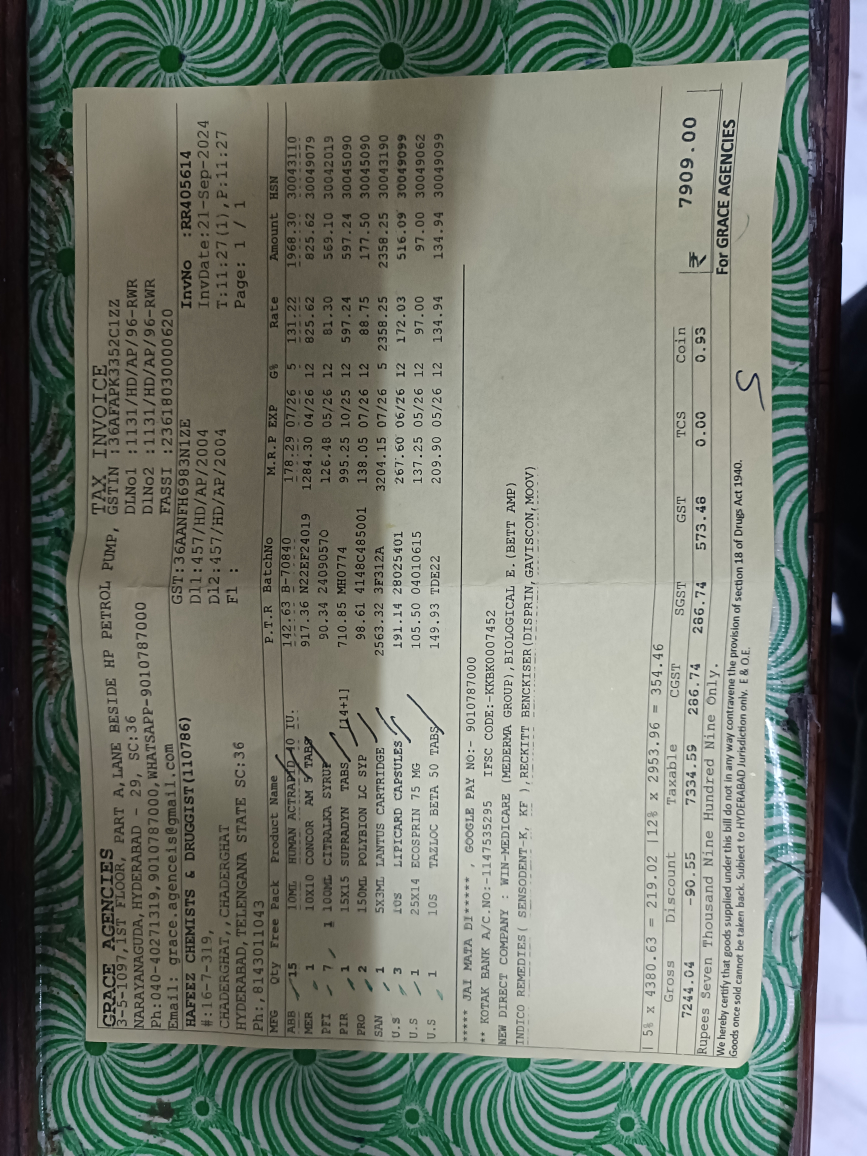 TAX INVOICE
GRACE AGENCIES
3-5-1097,1ST FLOOR, PART A,LANE BESIDE HP PETROL PUMP,
NARAYANAGUDA,HYDERABAD - 29, SC:36
Ph:040-40271319,9010787000,WHATSAPP-9010787000
Email: grace.agenceis@gmail.com
GSTIN :36AFAPK3352C1ZZ
DLNo1 :1131/HD/AP/96-RWR
DlNo2 :1131/HD/AP/96-RWR
FASSI :23618030000620
HAFEEZ CHEMISTS & DRUGGIST(110786)
#:16-7-319,
CHADERGHAT,,CHADERGHAT
HYDERABAD,TELENGANA STATE SC:36
Ph:,8143011043
GST:36AANFH6983N1ZE
Dl1:457/HD/AP/2004
Dl2:457/HD/AP/2004
Fl :
InvNo :RR405614
InvDate:21-Sep-2024
T:11:27(1),P:11:27
Page: 1 / 1
MFG Qty Free Pack Product Name P.T.R BatchNo M.R.P EXP G% Rate Amount HSN
ABB 15 10ML HUMAN ACTRAPID 40 IU. 142.63 B-70840 178.29 07/26 5 131.22 1968.30 30043110
MER 1 10X10 CONCOR AM 5 TABS 917.36 N22EF24019 1284.30 04/26 12 825.62 825.62 30049079
PFI 7 1 100ML CITRALKA SYRUP 90.34 24090570 126.48 05/26 12 81.30 569.10 30042019
PIR 1 15X15 SUPRADYN TABS [14+1] 710.85 MH0774 995.25 10/25 12 597.24 597.24 30045090
PRO 2 150ML POLYBION LC SYP 98.61 4148C485001 138.05 07/26 12 88.75 177.50 30045090
SAN 1 5X3ML LANTUS CARTRIDGE 2563.32 3F312A 3204.15 07/26 5 2358.25 2358.25 30043190
U.S 3 10S LIPICARD CAPSULES 191.14 28025401 267.60 06/26 12 172.03 516.09 30049099
U.S 1 25X14 ECOSPRIN 75 MG 105.50 04010615 137.25 05/26 12 97.00 97.00 30049062
U.S 1 10S TAZLOC BETA 50 TABS 149.93 TDE22 209.90 05/26 12 134.94 134.94 30049099
***** JAI MATA DI***** , GOOGLE PAY NO:- 9010787000
** KOTAK BANK A/C.NO:-1147535295 IFSC CODE:-KKBK0007452
NEW DIRECT COMPANY : WIN-MEDICARE (MEDERMA GROUP),BIOLOGICAL E.(BETT AMP)
INDICO REMEDIES( SENSODENT-K, KF ),RECKITT BENCKISER(DISPRIN,GAVISCON,MOOV)
| 5% x 4380.63 = 219.02 |12% x 2953.96 = 354.46
Gross Discount Taxable CGST SGST GST TCS Coin
7244.04 -90.55 7334.59 286.74 286.74 573.48 0.00 0.93 ₹ 7909.00
Rupees Seven Thousand Nine Hundred Nine Only.
We hereby certify that goods supplied under this bill do not in any way contravene the provision of section 18 of Drugs Act 1940.
Goods once sold cannot be taken back. Subject to HYDERABAD Jurisdiction only. E & O.E.
For GRACE AGENCIES